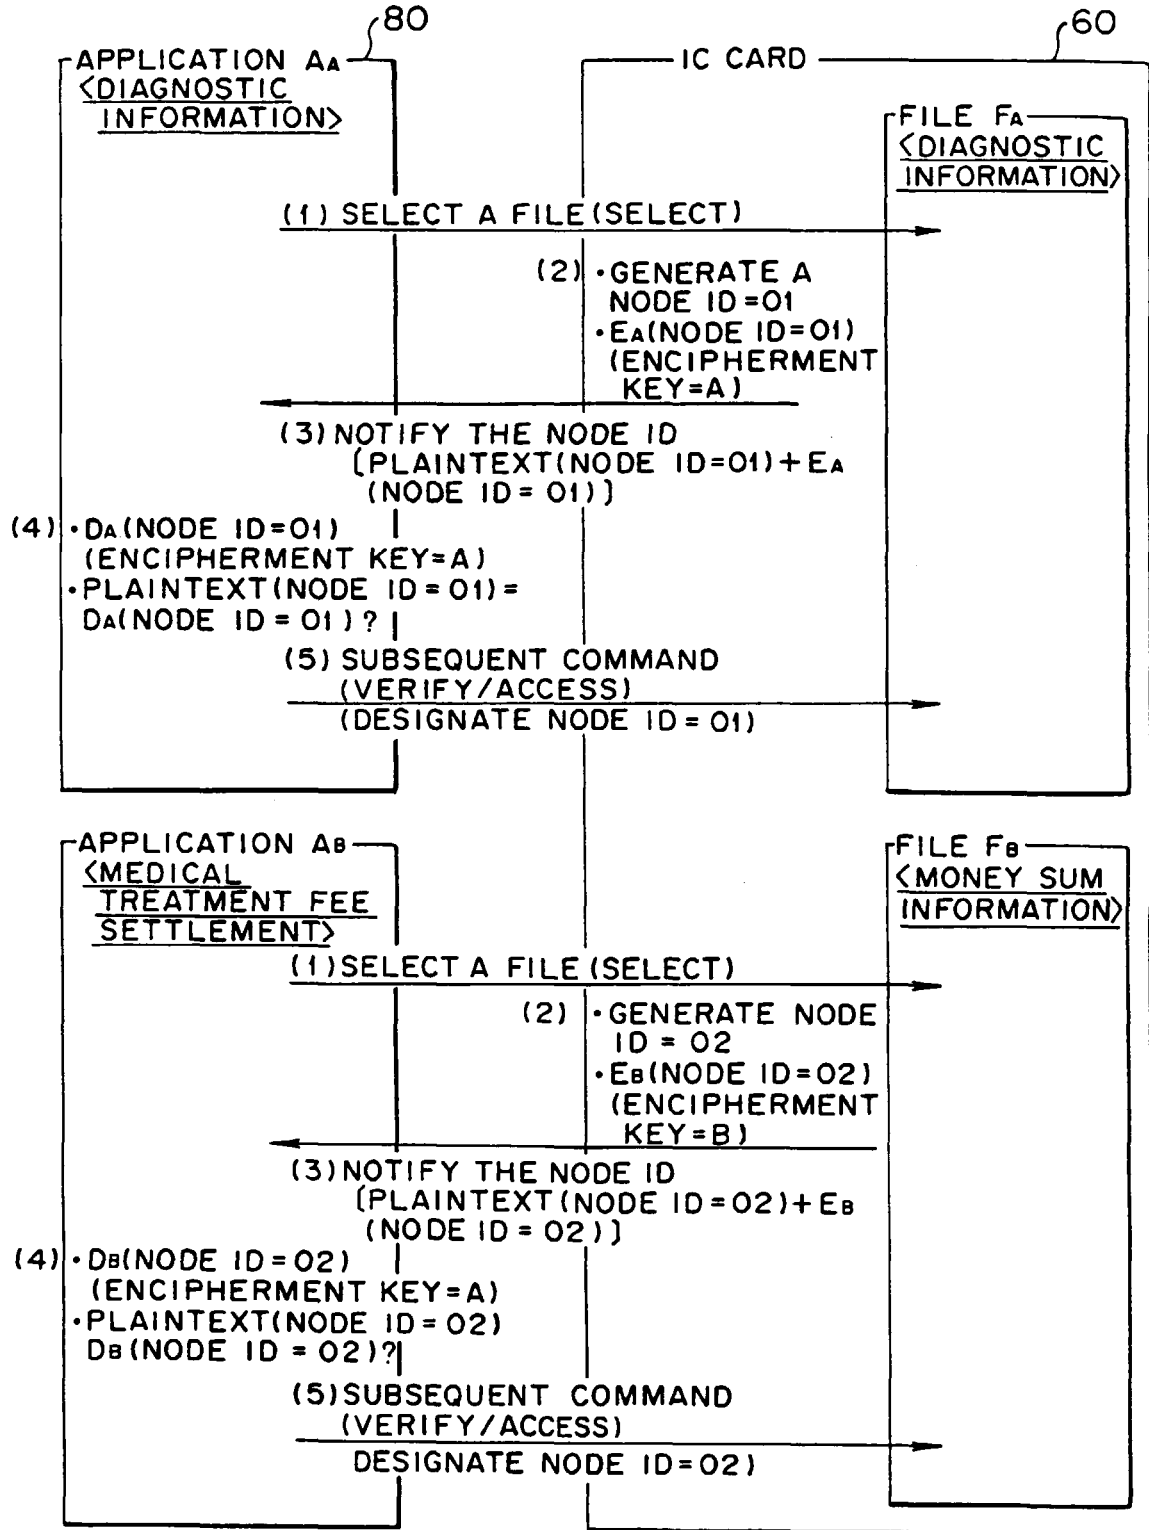 80
60
APPLICATION AA
<DIAGNOSTIC
INFORMATION>
IC CARD
FILE FA
<DIAGNOSTIC
INFORMATION>
(1) SELECT A FILE (SELECT)
(2) ·GENERATE A
NODE ID=01
·EA(NODE ID=01)
(ENCIPHERMENT
KEY=A)
(3) NOTIFY THE NODE ID
[PLAINTEXT(NODE ID=01)+EA
(NODE ID=01)]
(4) ·DA(NODE ID=01)
(ENCIPHERMENT KEY=A)
·PLAINTEXT(NODE ID=01)=
DA(NODE ID=01)?
(5) SUBSEQUENT COMMAND
(VERIFY/ACCESS)
(DESIGNATE NODE ID=01)
APPLICATION AB
<MEDICAL
TREATMENT FEE
SETTLEMENT>
FILE FB
<MONEY SUM
INFORMATION>
(1) SELECT A FILE (SELECT)
(2) ·GENERATE NODE
ID=02
·EB(NODE ID=02)
(ENCIPHERMENT
KEY=B)
(3) NOTIFY THE NODE ID
[PLAINTEXT(NODE ID=02)+EB
(NODE ID=02)]
(4) ·DB(NODE ID=02)
(ENCIPHERMENT KEY=A)
·PLAINTEXT(NODE ID=02)
DB(NODE ID=02)?
(5) SUBSEQUENT COMMAND
(VERIFY/ACCESS)
DESIGNATE NODE ID=02)